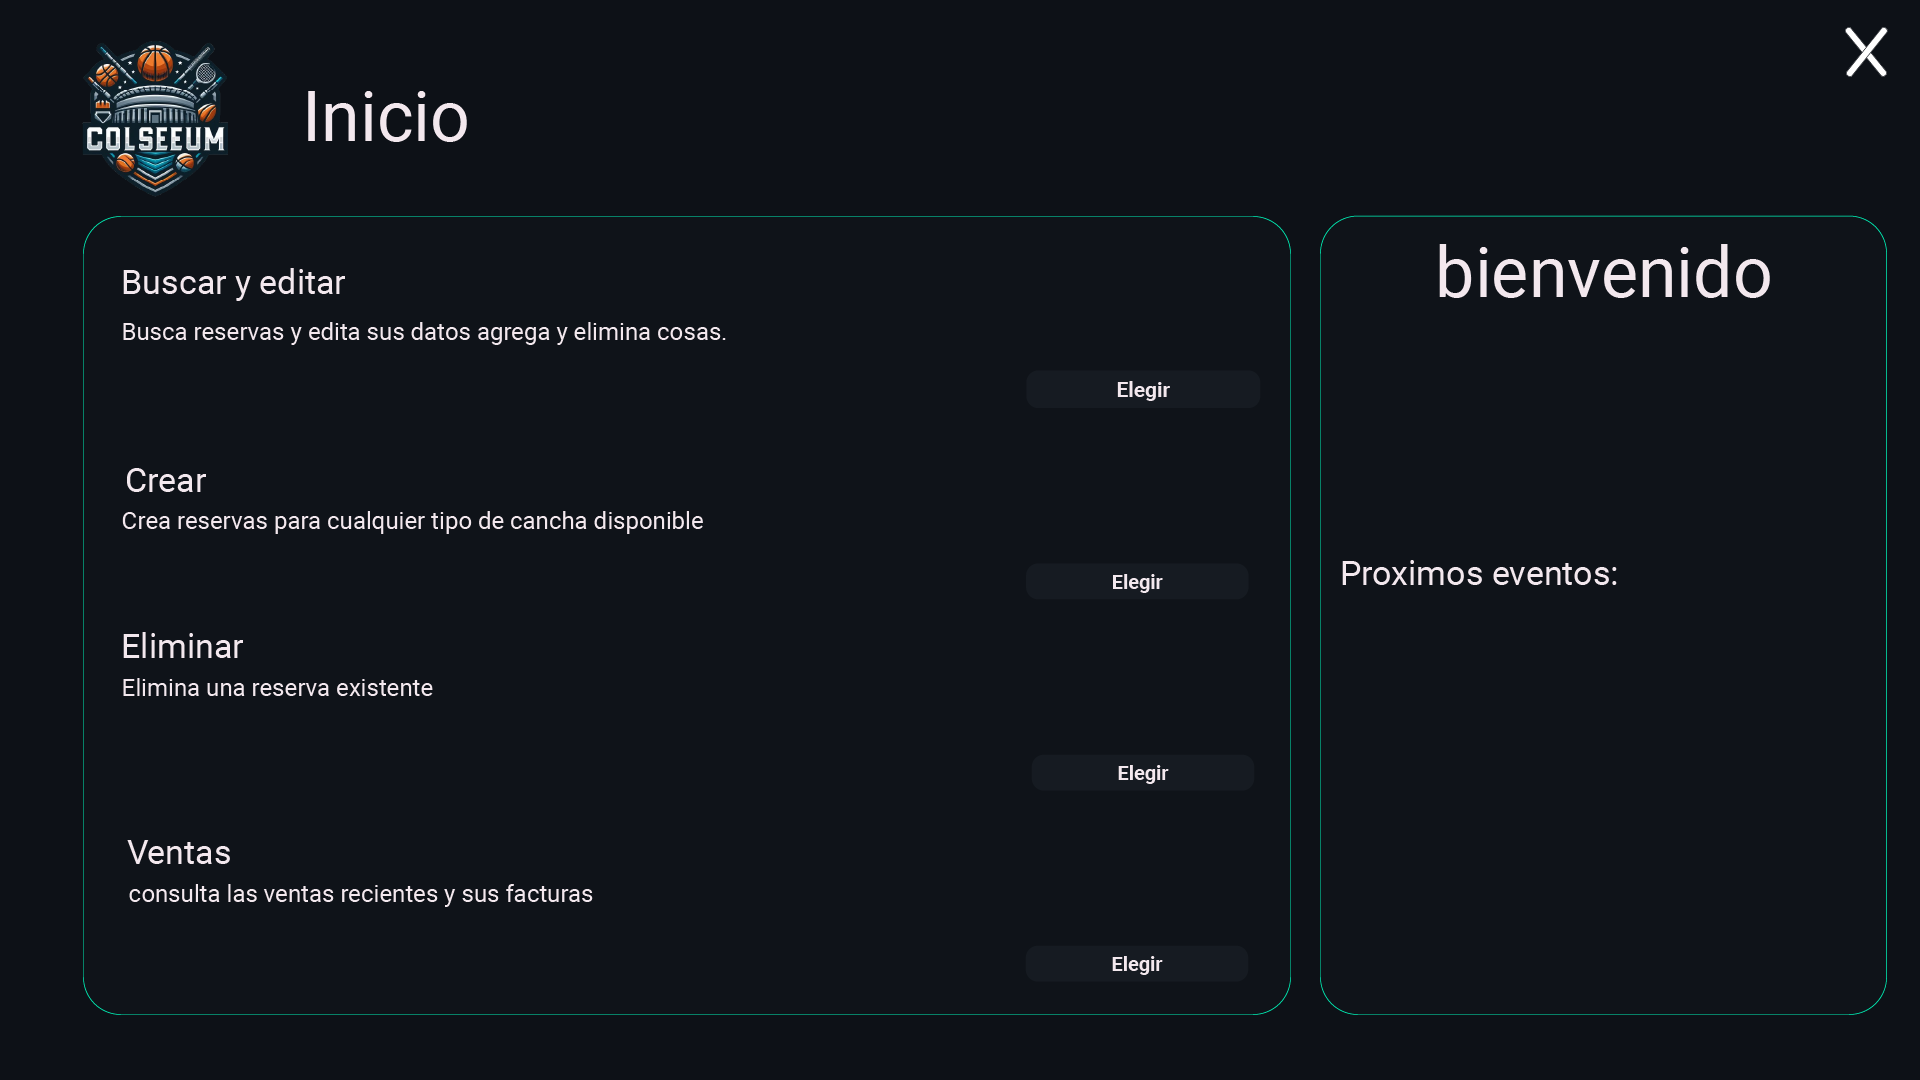 COLSEEUM
Inicio
X
Buscar y editar
Busca reservas y edita sus datos agrega y elimina cosas.
Elegir
Crear
Crea reservas para cualquier tipo de cancha disponible
Elegir
Eliminar
Elimina una reserva existente
Elegir
Ventas
consulta las ventas recientes y sus facturas
Elegir
bienvenido
Proximos eventos: